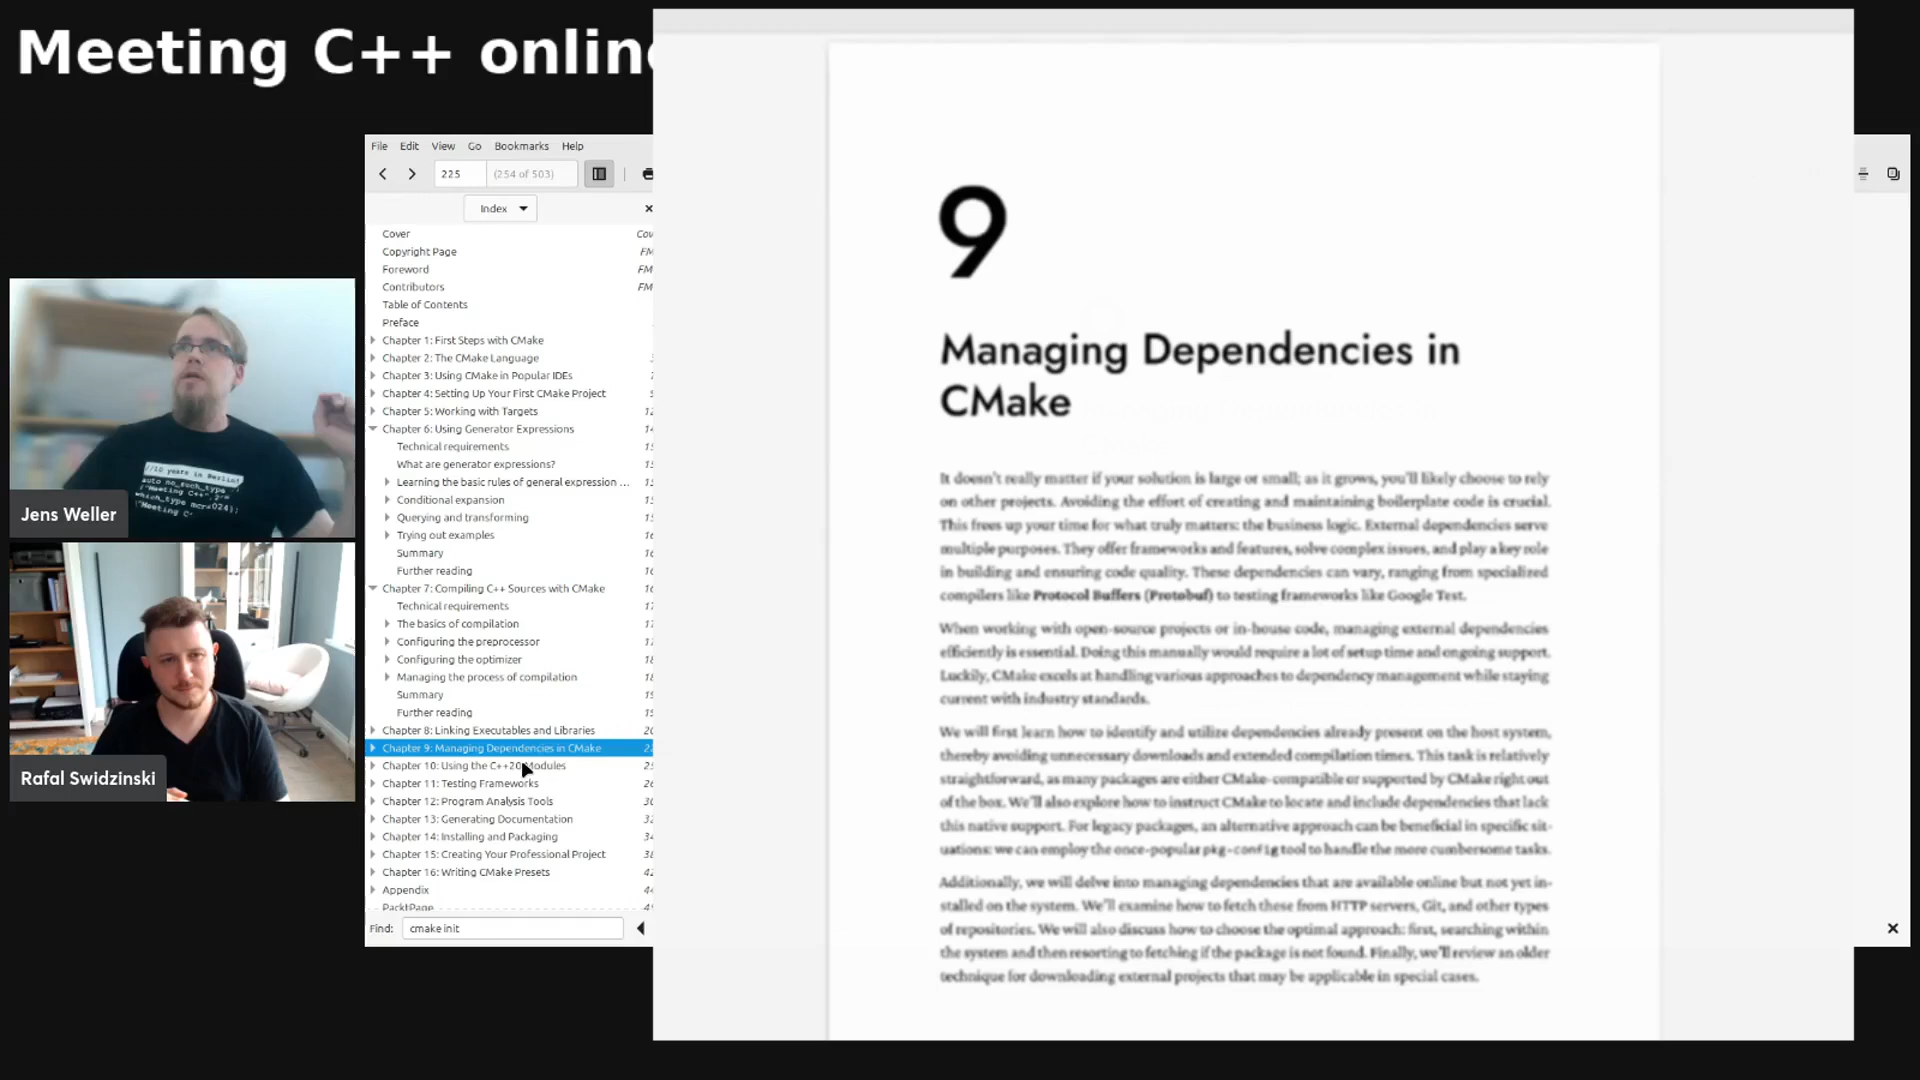 Meeting C++ online
File Edit View Go Bookmarks Help
225 (254 of 503)
Index
Cover
Copyright Page
Foreword
Contributors
Table of Contents
Preface
Chapter 1: First Steps with CMake
Chapter 2: The CMake Language
Chapter 3: Using CMake in Popular IDEs
Chapter 4: Setting Up Your First CMake Project
Chapter 5: Working with Targets
Chapter 6: Using Generator Expressions
Technical requirements
What are generator expressions?
Learning the basic rules of general expression ...
Conditional expansion
Querying and transforming
Trying out examples
Summary
Further reading
Chapter 7: Compiling C++ Sources with CMake
Technical requirements
The basics of compilation
Configuring the preprocessor
Configuring the optimizer
Managing the process of compilation
Summary
Further reading
Chapter 8: Linking Executables and Libraries
Chapter 9: Managing Dependencies in CMake
Chapter 10: Using the C++20 Modules
Chapter 11: Testing Frameworks
Chapter 12: Program Analysis Tools
Chapter 13: Generating Documentation
Chapter 14: Installing and Packaging
Chapter 15: Creating Your Professional Project
Chapter 16: Writing CMake Presets
Appendix
PacktPage
Find: cmake init
9
Managing Dependencies in
CMake
It doesn't really matter if your solution is large or small; as it grows, you'll likely choose to rely
on other projects. Avoiding the effort of creating and maintaining boilerplate code is crucial.
This frees up your time for what truly matters: the business logic. External dependencies serve
multiple purposes. They offer frameworks and features, solve complex issues, and play a key role
in building and ensuring code quality. These dependencies can vary, ranging from specialized
compilers like Protocol Buffers (Protobuf) to testing frameworks like Google Test.
When working with open-source projects or in-house code, managing external dependencies
efficiently is essential. Doing this manually would require a lot of setup time and ongoing support.
Luckily, CMake excels at handling various approaches to dependency management while staying
current with industry standards.
We will first learn how to identify and utilize dependencies already present on the host system,
thereby avoiding unnecessary downloads and extended compilation times. This task is relatively
straightforward, as many packages are either CMake-compatible or supported by CMake right out
of the box. We'll also explore how to instruct CMake to locate and include dependencies that lack
this native support. For legacy packages, an alternative approach can be beneficial in specific sit-
uations: we can employ the once-popular pkg-config tool to handle the more cumbersome tasks.
Additionally, we will delve into managing dependencies that are available online but not yet in-
stalled on the system. We'll examine how to fetch these from HTTP servers, Git, and other types
of repositories. We will also discuss how to choose the optimal approach: first, searching within
the system and then resorting to fetching if the package is not found. Finally, we'll review an older
technique for downloading external projects that may be applicable in special cases.
//10 years in Berlin!
auto no_such_type
Jens Weller
Rafal Swidzinski